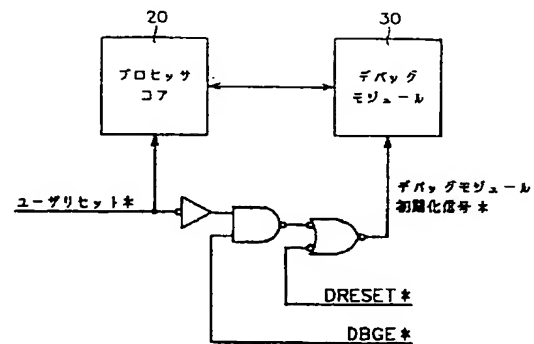 20
30
プロセッサ
コア
デバッグ
モジュール
ユーザリセット*
デバッグモジュール
初期化信号*
DRESET*
DBGE*